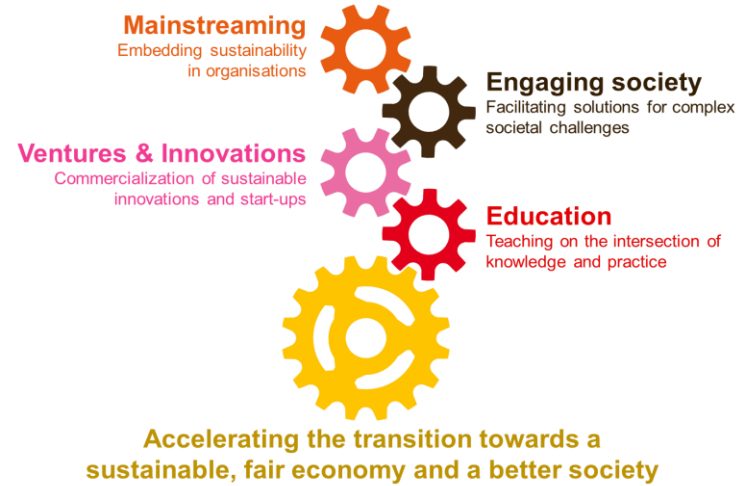 Mainstreaming
Embedding sustainability
in organisations
Engaging society
Facilitating solutions for complex
societal challenges
Ventures & Innovations
Commercialization of sustainable
innovations and start-ups
Education
Teaching on the intersection of
knowledge and practice
Accelerating the transition towards a
sustainable, fair economy and a better society